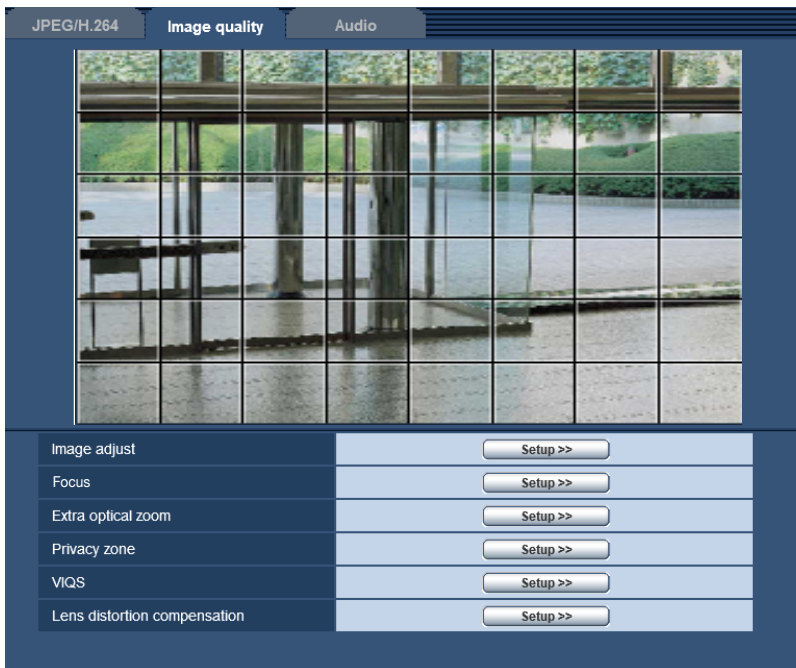 JPEG/H.264 Image quality Audio
Image adjust Setup >>
Focus Setup >>
Extra optical zoom Setup >>
Privacy zone Setup >>
VIQS Setup >>
Lens distortion compensation Setup >>